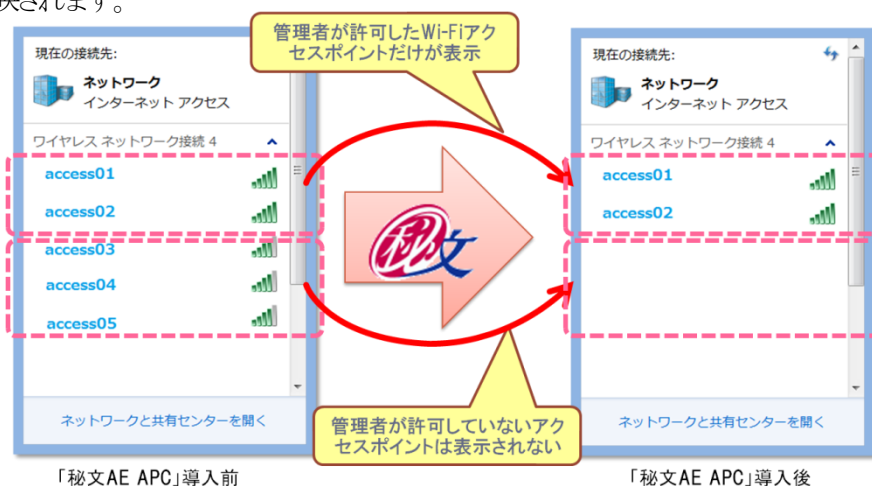 決されます。
管理者が許可したWi-Fiアク
セスポイントだけが表示
現在の接続先:
ネットワーク
インターネット アクセス
ワイヤレス ネットワーク接続 4
access01
access02
access03
access04
access05
ネットワークと共有センターを開く
「秘文AE APC」導入前
秘文
管理者が許可していないアク
セスポイントは表示されない
現在の接続先:
ネットワーク
インターネット アクセス
ワイヤレス ネットワーク接続 4
access01
access02
ネットワークと共有センターを開く
「秘文AE APC」導入後